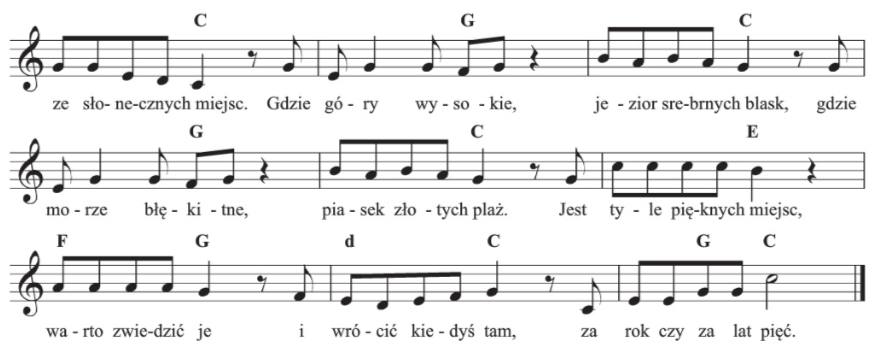 C G C
ze sło- ne-cznych miejsc. Gdzie gó - ry wy - so - kie, je - zior sre-brnych blask, gdzie
G C E
mo - rze błę - ki - tne, pia - sek zło - tych plaż. Jest ty - le pię-knych miejsc,
F G d C G C
wa - rto zwie-dzić je i wró - cić kie - dyś tam, za rok czy za lat pięć.